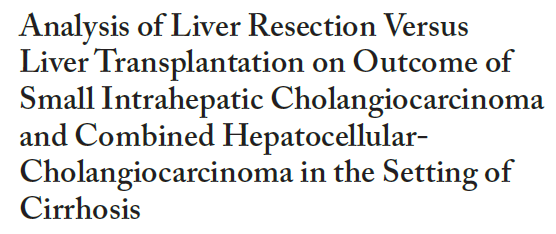 Analysis of Liver Resection Versus
Liver Transplantation on Outcome of
Small Intrahepatic Cholangiocarcinoma
and Combined Hepatocellular-
Cholangiocarcinoma in the Setting of
Cirrhosis